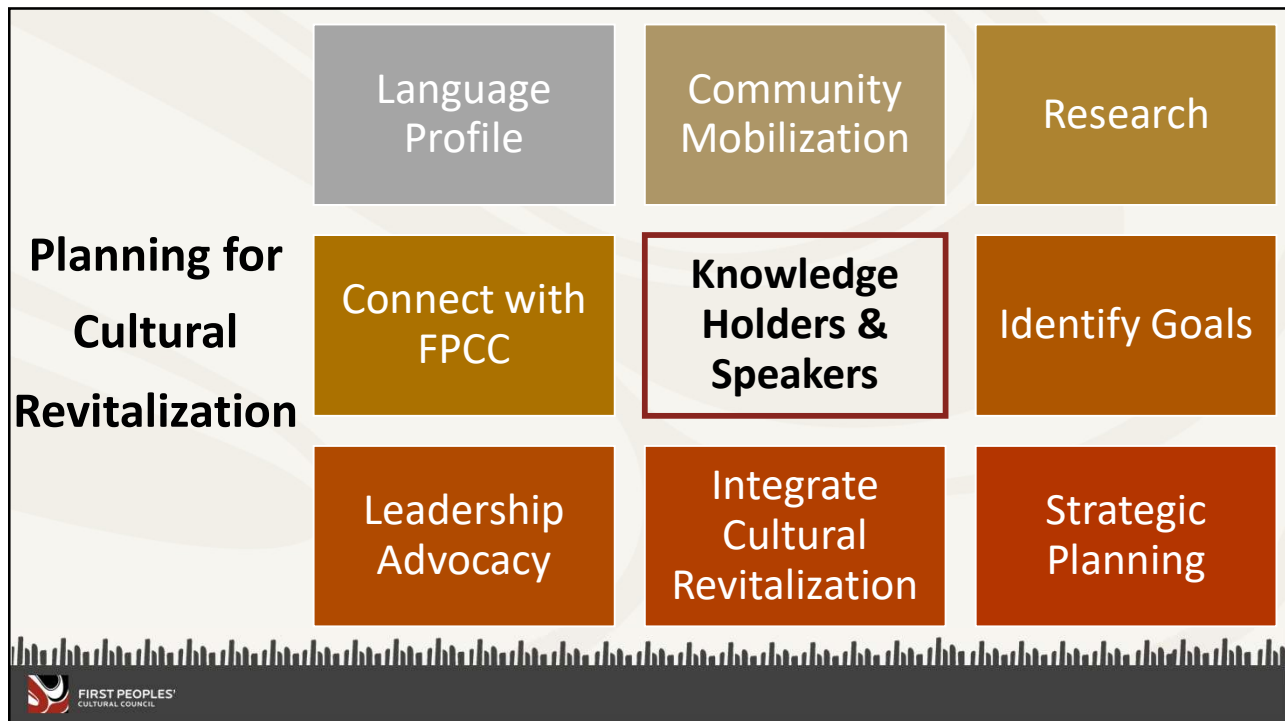 Planning for
Cultural
Revitalization
Language
Profile
Community
Mobilization
Research
Connect with
FPCC
Knowledge
Holders &
Speakers
Identify Goals
Leadership
Advocacy
Integrate
Cultural
Revitalization
Strategic
Planning
FIRST PEOPLES'
CULTURAL COUNCIL